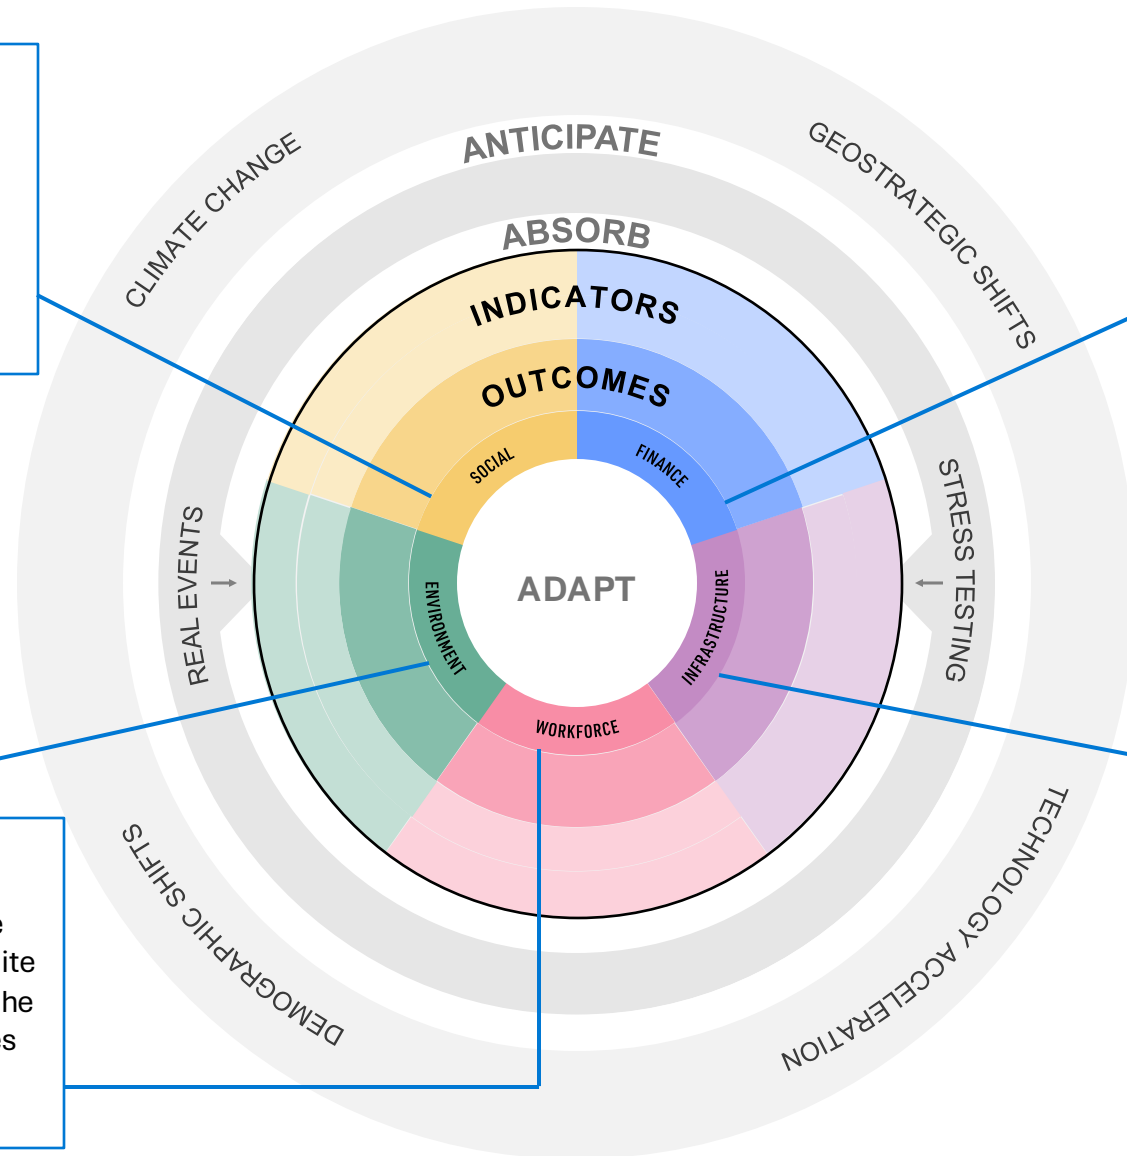 ANTICIPATE
CLIMATE CHANGE
GEOSTRATEGIC SHIFTS
ABSORB
INDICATORS
OUTCOMES
SOCIAL
FINANCE
REAL EVENTS
STRESS TESTING
ADAPT
ENVIRONMENT
INFRASTRUCTURE
WORKFORCE
DEMOGRAPHIC SHIFTS
TECHNOLOGY ACCELERATION